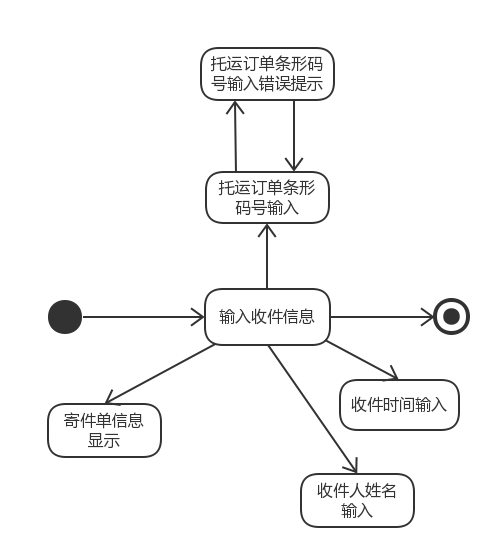 托运订单条形码
号输入错误提示
托运订单条形
码号输入
输入收件信息
收件时间输入
寄件单信息
显示
收件人姓名
输入